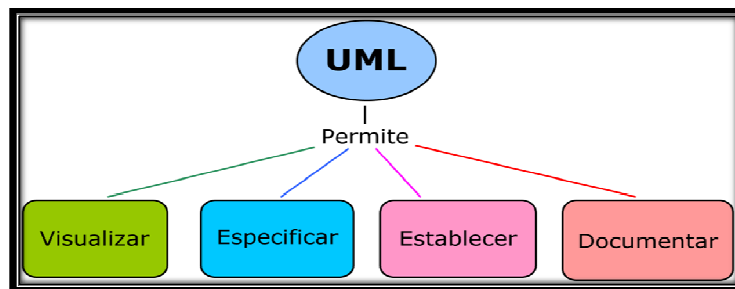 UML
Permite
Visualizar
Especificar
Establecer
Documentar